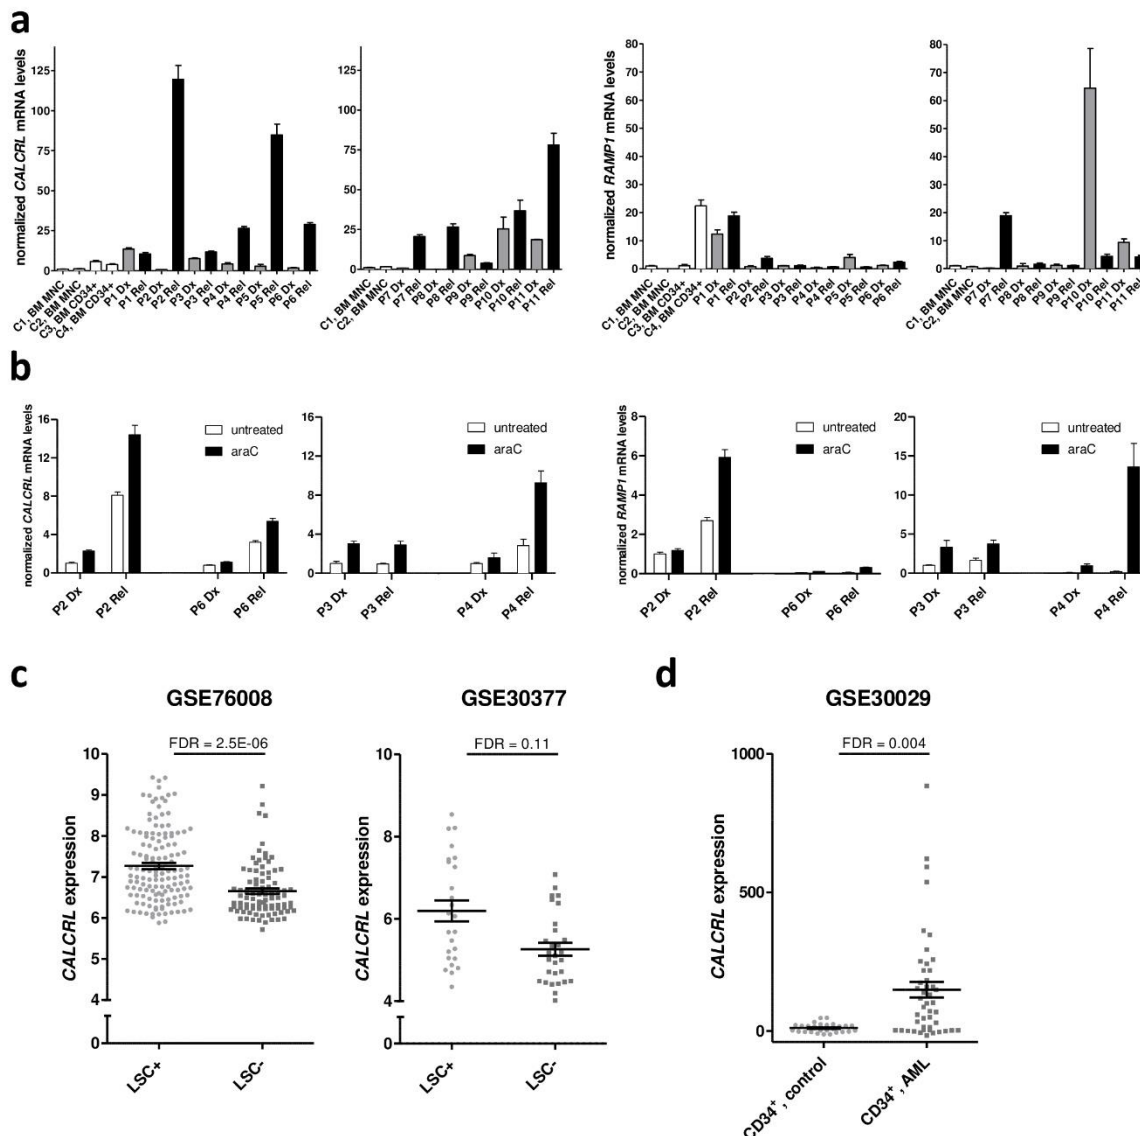 a
normalized CALCRL mRNA levels
125
100
75
50
25
0
C1, BM MNC
C2, BM MNC
C3, BM CD34+
C4, BM CD34+
P1 Dx
P1 Rel
P2 Dx
P2 Rel
P3 Dx
P3 Rel
P4 Dx
P4 Rel
P5 Dx
P5 Rel
P6 Dx
P6 Rel
125
100
75
50
25
0
C1, BM MNC
C2, BM MNC
P7 Dx
P7 Rel
P8 Dx
P8 Rel
P9 Dx
P9 Rel
P10 Dx
P10 Rel
P11 Dx
P11 Rel
normalized RAMP1 mRNA levels
80
70
60
50
40
30
20
10
0
C1, BM MNC
C2, BM MNC
C3, BM CD34+
C4, BM CD34+
P1 Dx
P1 Rel
P2 Dx
P2 Rel
P3 Dx
P3 Rel
P4 Dx
P4 Rel
P5 Dx
P5 Rel
P6 Dx
P6 Rel
80
70
60
50
40
30
20
10
0
C1, BM MNC
C2, BM MNC
P7 Dx
P7 Rel
P8 Dx
P8 Rel
P9 Dx
P9 Rel
P10 Dx
P10 Rel
P11 Dx
P11 Rel
b
normalized CALCRL mRNA levels
16
12
8
4
0
untreated
araC
P2 Dx
P2 Rel
P6 Dx
P6 Rel
16
12
8
4
0
untreated
araC
P3 Dx
P3 Rel
P4 Dx
P4 Rel
normalized RAMP1 mRNA levels
8
6
4
2
0
untreated
araC
P2 Dx
P2 Rel
P6 Dx
P6 Rel
20
15
10
5
0
untreated
araC
P3 Dx
P3 Rel
P4 Dx
P4 Rel
c
GSE76008
FDR = 2.5E-06
CALCRL expression
10
9
8
7
6
5
4
0
LSC+
LSC-
GSE30377
FDR = 0.11
CALCRL expression
10
8
6
4
0
LSC+
LSC-
d
GSE30029
FDR = 0.004
CALCRL expression
1000
500
0
CD34+, control
CD34+, AML